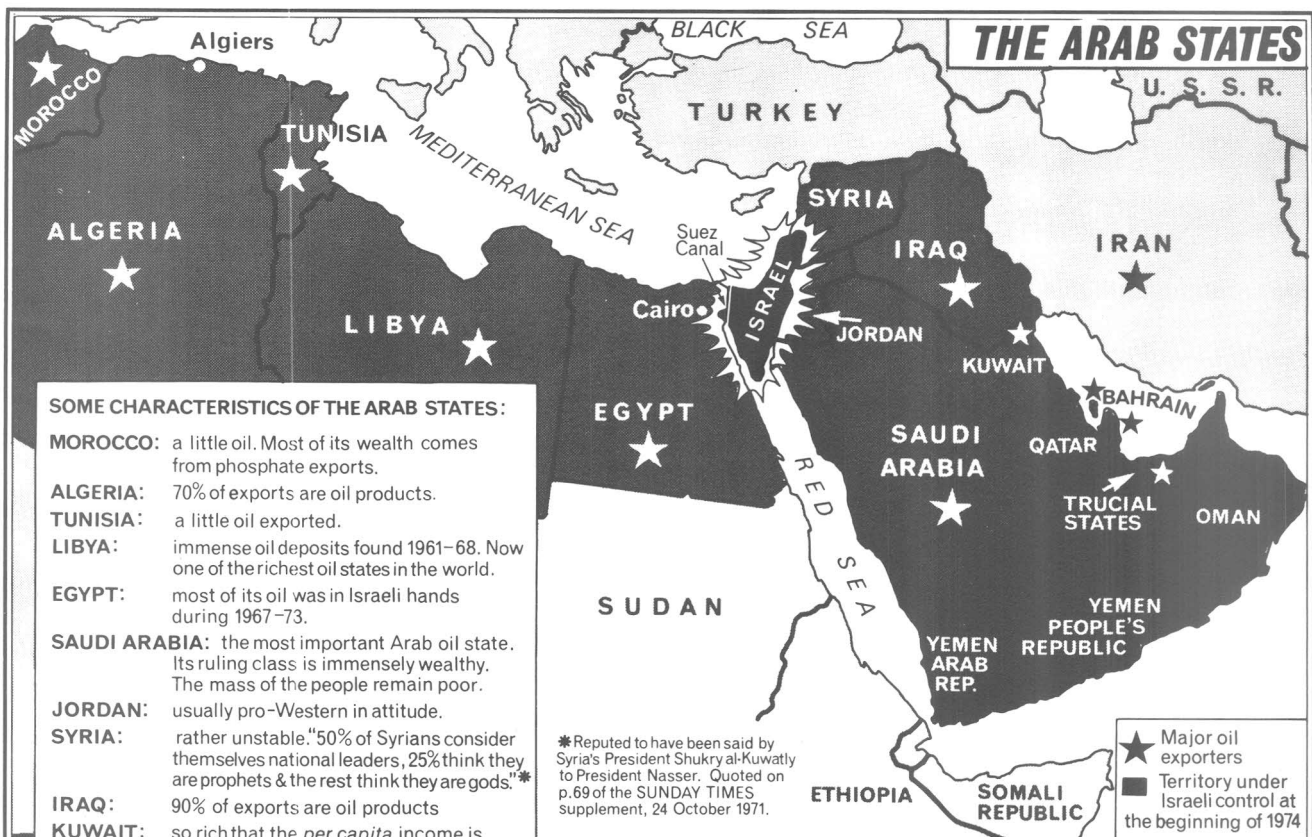 THE ARAB STATES
BLACK SEA
U. S. S. R.
Algiers
MOROCCO
TUNISIA
TURKEY
MEDITERRANEAN SEA
SYRIA
ALGERIA
Suez
Canal
ISRAEL
IRAQ
IRAN
LIBYA
Cairo
JORDAN
KUWAIT
EGYPT
SAUDI
ARABIA
BAHRAIN
QATAR
RED SEA
TRUCIAL
STATES
OMAN
SUDAN
YEMEN
PEOPLE'S
REPUBLIC
YEMEN
ARAB
REP.
ETHIOPIA
SOMALI
REPUBLIC
SOME CHARACTERISTICS OF THE ARAB STATES:
MOROCCO: a little oil. Most of its wealth comes
from phosphate exports.
ALGERIA: 70% of exports are oil products.
TUNISIA: a little oil exported.
LIBYA: immense oil deposits found 1961–68. Now
one of the richest oil states in the world.
EGYPT: most of its oil was in Israeli hands
during 1967–73.
SAUDI ARABIA: the most important Arab oil state.
Its ruling class is immensely wealthy.
The mass of the people remain poor.
JORDAN: usually pro-Western in attitude.
SYRIA: rather unstable. "50% of Syrians consider
themselves national leaders, 25% think they
are prophets & the rest think they are gods."*
IRAQ: 90% of exports are oil products
KUWAIT: so rich that the per capita income is
*Reputed to have been said by
Syria's President Shukry al-Kuwatly
to President Nasser. Quoted on
p.69 of the SUNDAY TIMES
supplement, 24 October 1971.
Major oil
exporters
Territory under
Israeli control at
the beginning of 1974